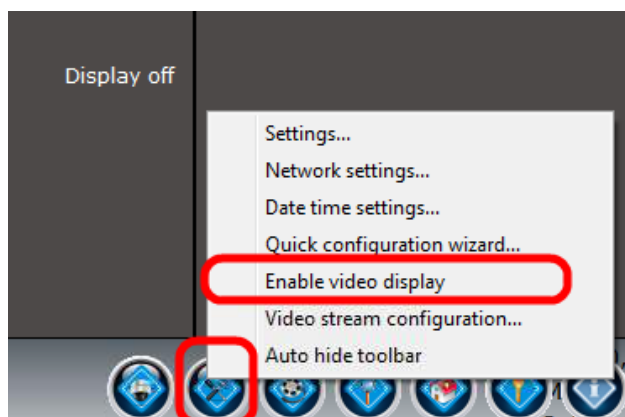 Display off
Settings...
Network settings...
Date time settings...
Quick configuration wizard...
Enable video display
Video stream configuration...
Auto hide toolbar